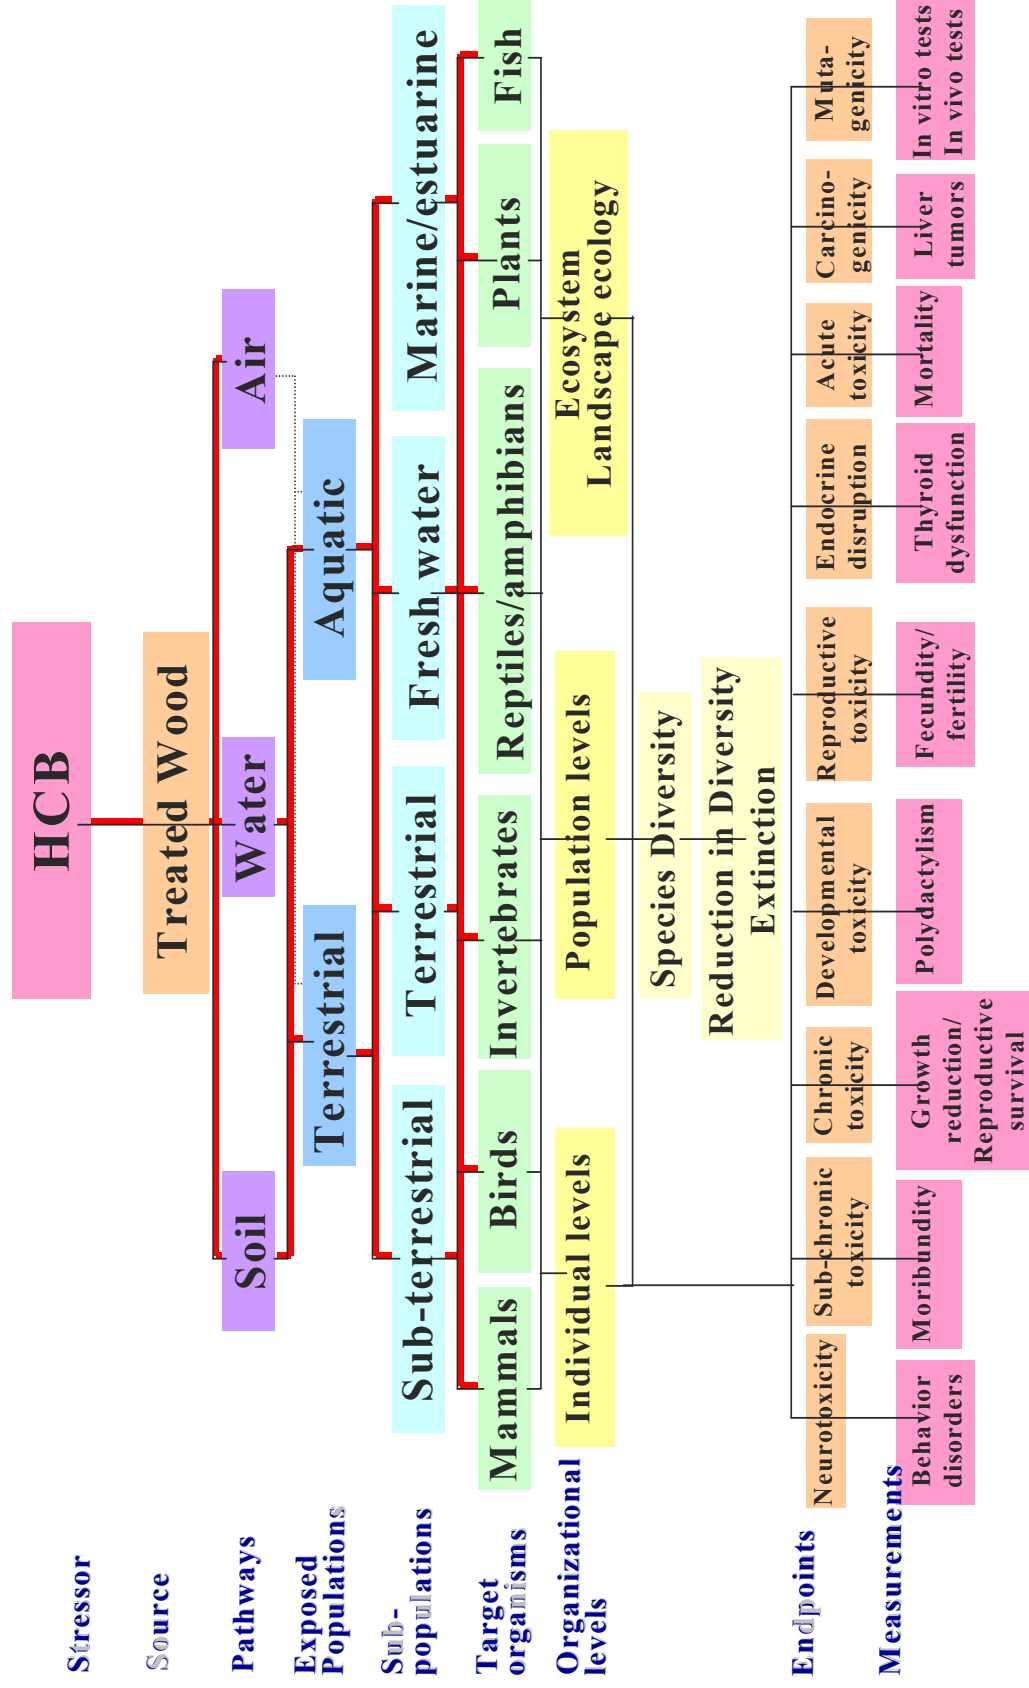 Stressor
HCB
Source
Treated Wood
Pathways
Soil
Water
Air
Exposed
Populations
Terrestrial
Aquatic
Sub-
populations
Sub-terrestrial
Terrestrial
Fresh water
Marine/estuarine
Target
organisms
Mammals
Birds
Invertebrates
Reptiles/amphibians
Plants
Fish
Organizational
levels
Individual levels
Population levels
Ecosystem
Landscape ecology
Species Diversity
Reduction in Diversity
Extinction
Endpoints
Neurotoxicity
Sub-chronic
toxicity
Chronic
toxicity
Developmental
toxicity
Reproductive
toxicity
Endocrine
disruption
Acute
toxicity
Carcino-
genicity
Muta-
genicity
Measurements
Behavior
disorders
Moribundity
Growth
reduction/
Reproductive
survival
Polydactylism
Fecundity/
fertility
Thyroid
dysfunction
Mortality
Liver
tumors
In vitro tests
In vivo tests